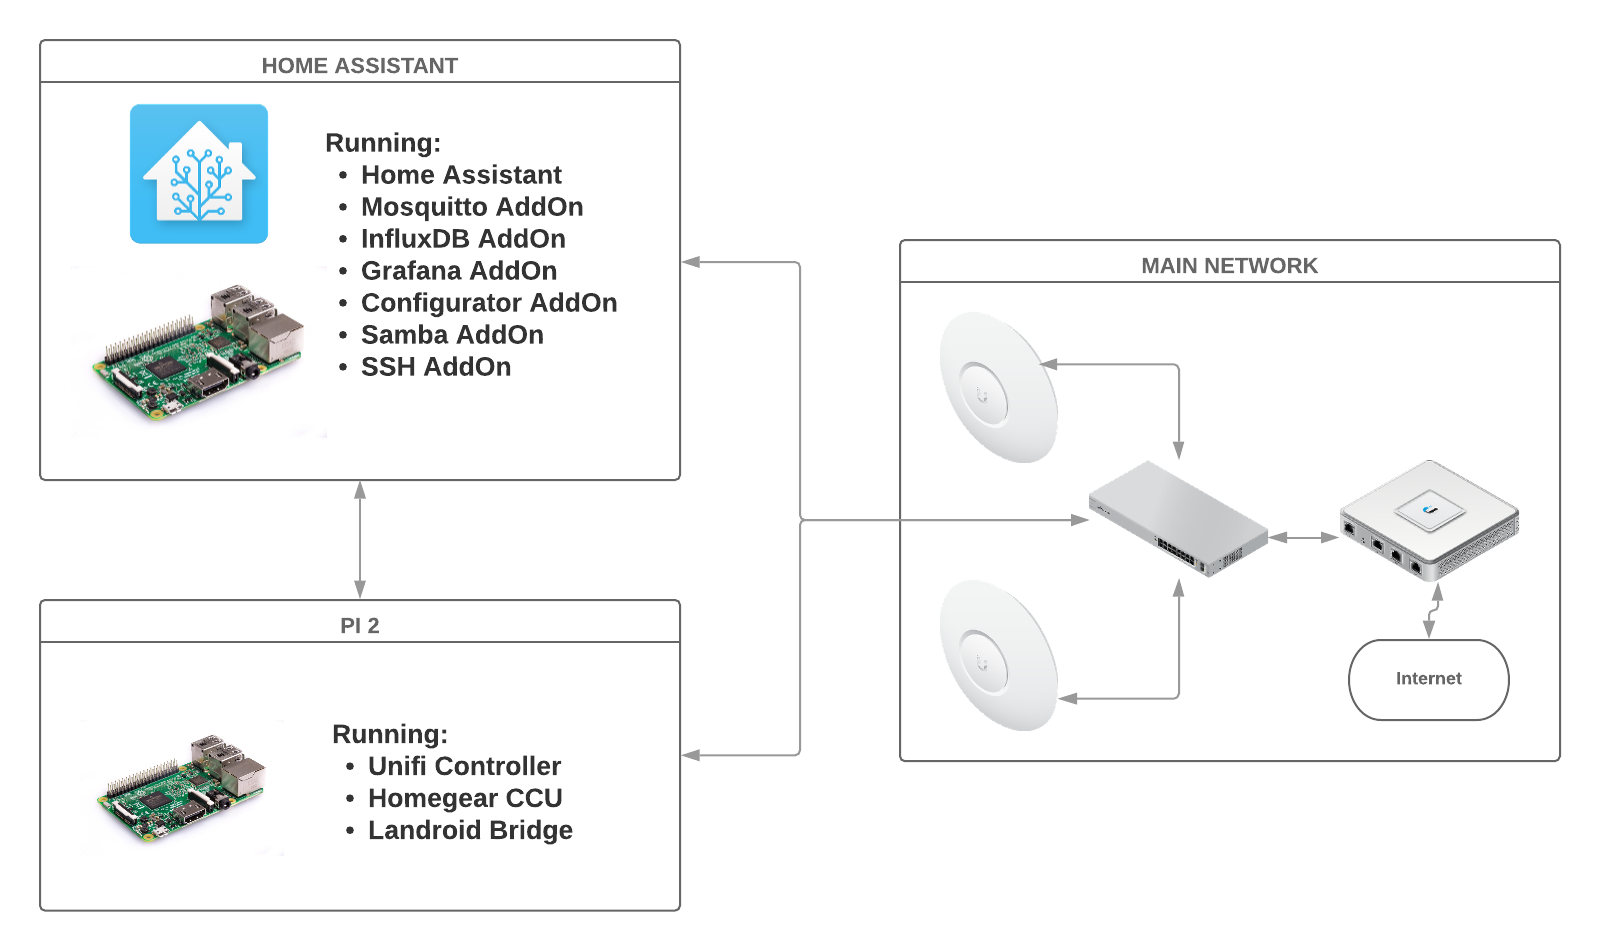 HOME ASSISTANT
Running:
• Home Assistant
• Mosquitto AddOn
• InfluxDB AddOn
• Grafana AddOn
• Configurator AddOn
• Samba AddOn
• SSH AddOn
MAIN NETWORK
Internet
PI 2
Running:
• Unifi Controller
• Homegear CCU
• Landroid Bridge